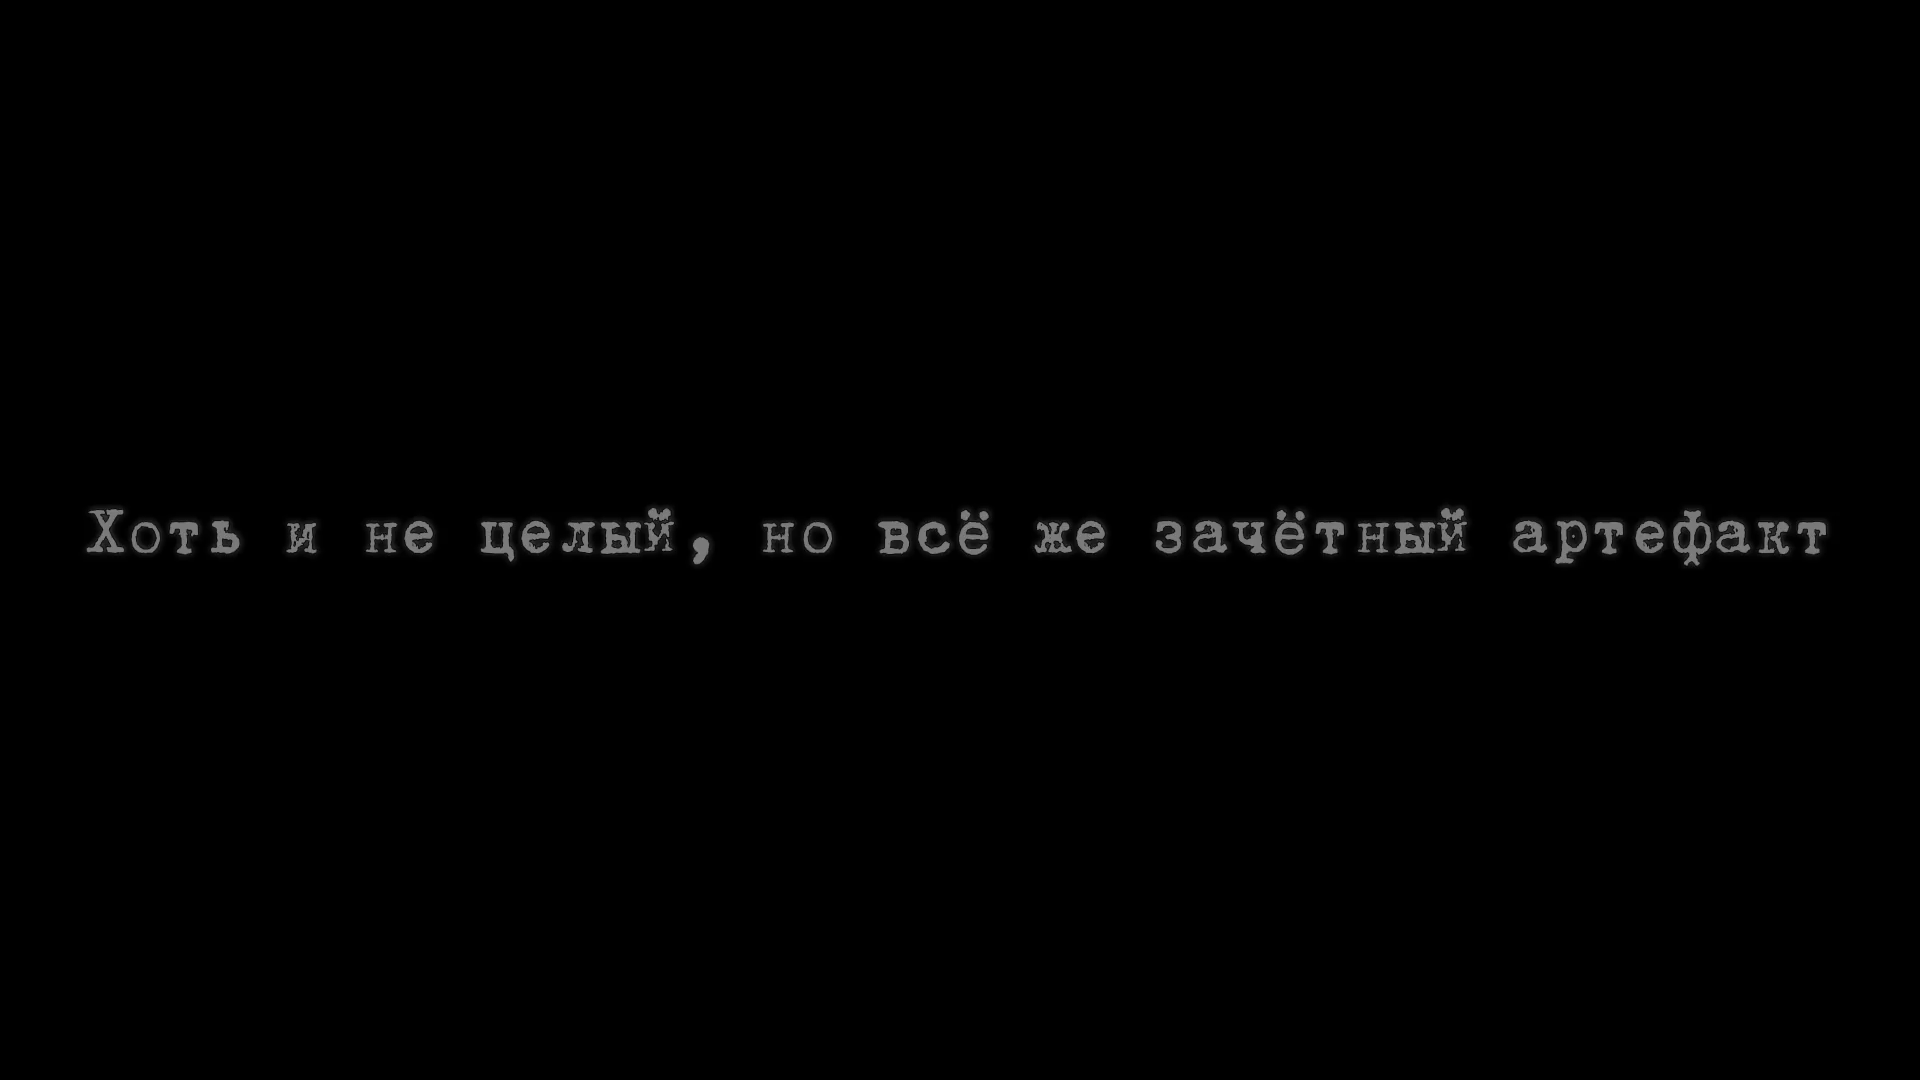 Хоть и не целый, но всё же зачётный артефакт